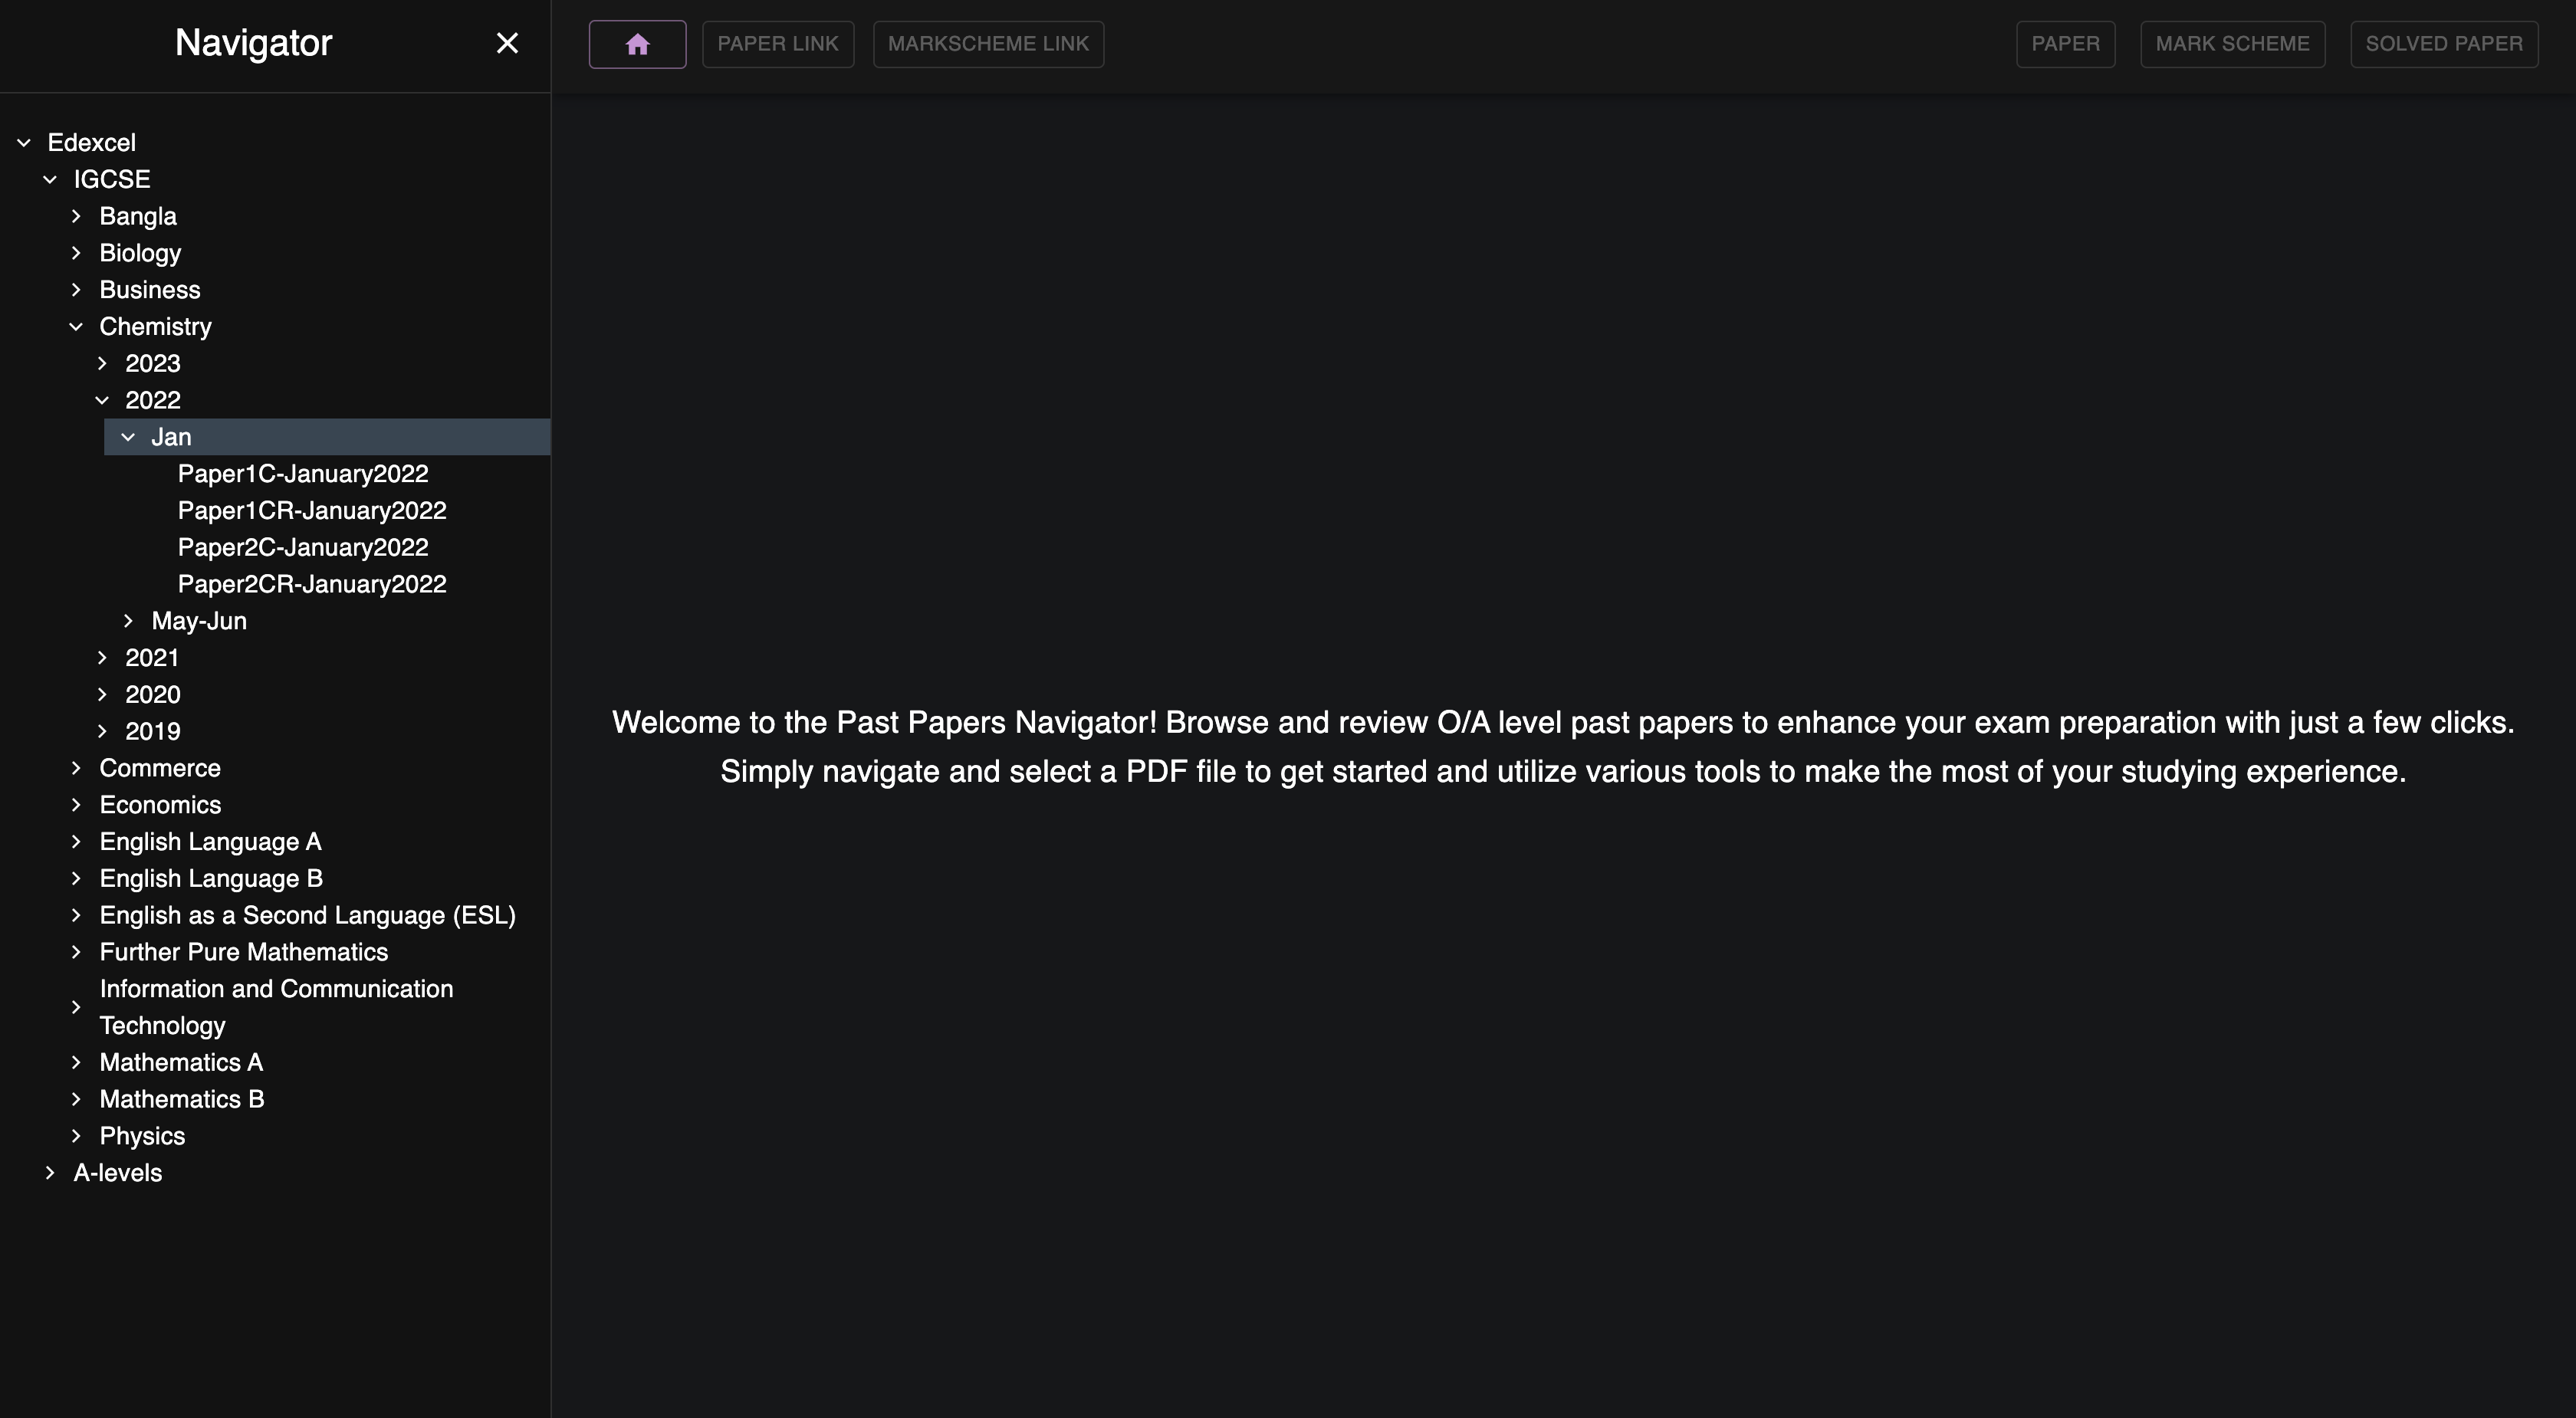 Navigator
PAPER LINK
MARKSCHEME LINK
PAPER
MARK SCHEME
SOLVED PAPER
Edexcel
IGCSE
Bangla
Biology
Business
Chemistry
2023
2022
Jan
Paper1C-January2022
Paper1CR-January2022
Paper2C-January2022
Paper2CR-January2022
May-Jun
2021
2020
2019
Commerce
Economics
English Language A
English Language B
English as a Second Language (ESL)
Further Pure Mathematics
Information and Communication
Technology
Mathematics A
Mathematics B
Physics
A-levels
Welcome to the Past Papers Navigator! Browse and review O/A level past papers to enhance your exam preparation with just a few clicks.
Simply navigate and select a PDF file to get started and utilize various tools to make the most of your studying experience.